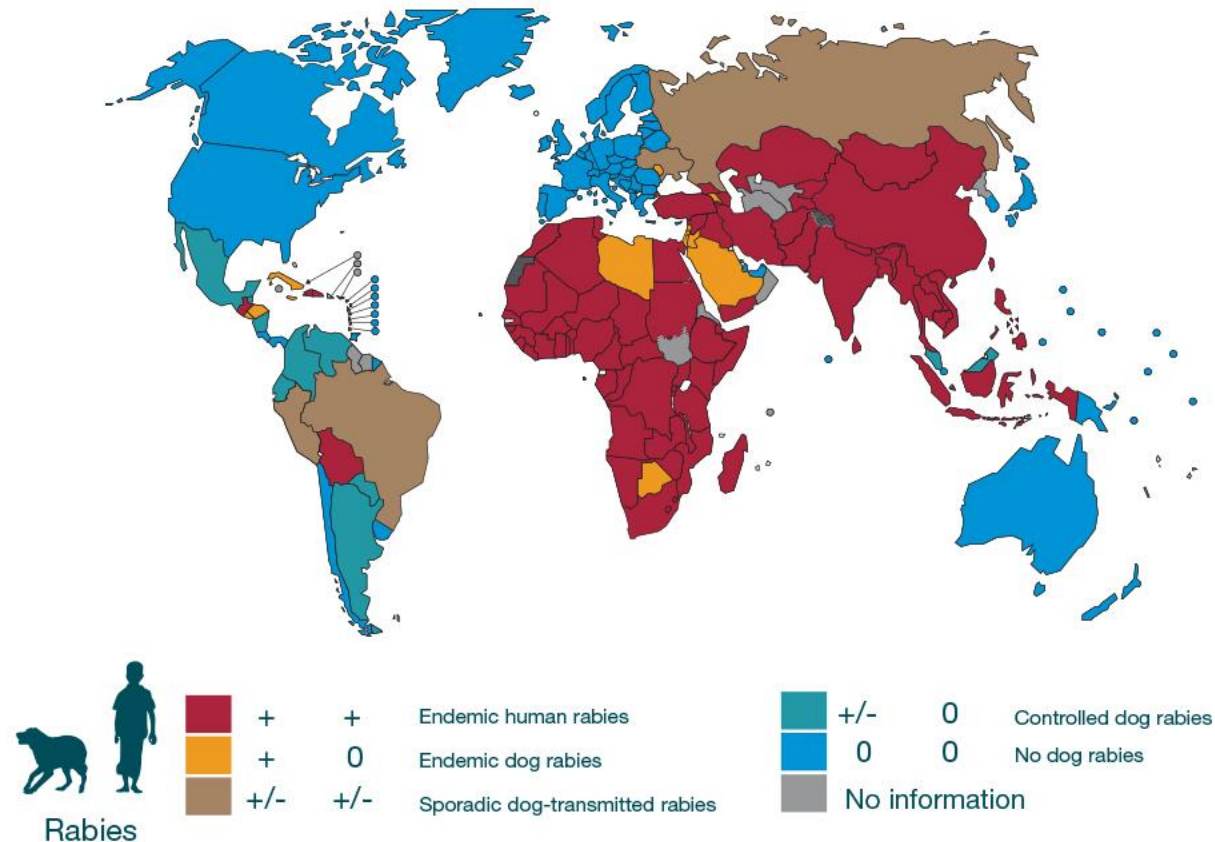 + + Endemic human rabies
+ 0 Endemic dog rabies
+/- +/- Sporadic dog-transmitted rabies
Rabies
+/- 0 Controlled dog rabies
0 0 No dog rabies
No information